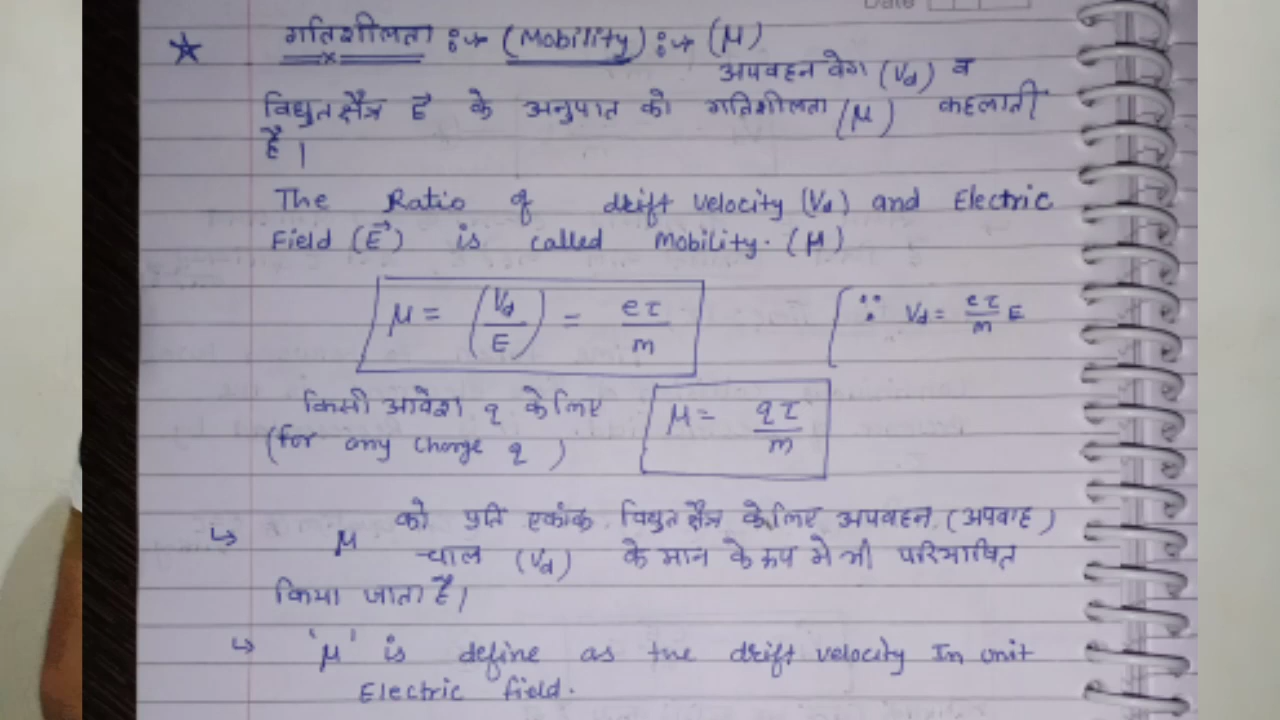 Date
☆ गतिशीलता :→ (Mobility) :→ (μ)
अपवहन वेग (Vd) व
विद्युत क्षेत्र E के अनुपात को गतिशीलता (μ) कहलाती
है।
The Ratio of drift velocity (Vd) and Electric
Field (E⃗) is called Mobility. (μ)
μ = (Vd/E) = eτ/m [∵ Vd = eτ/m E
किसी आवेश q के लिए
(for any charge q) μ = qτ/m
↳ μ को प्रति एकांक विद्युत क्षेत्र के लिए अपवहन (अपवाह)
चाल (Vd) के मान के रूप मे भी परिभाषित
किया जाता है।
↳ 'μ' is define as the drift velocity In unit
Electric field.